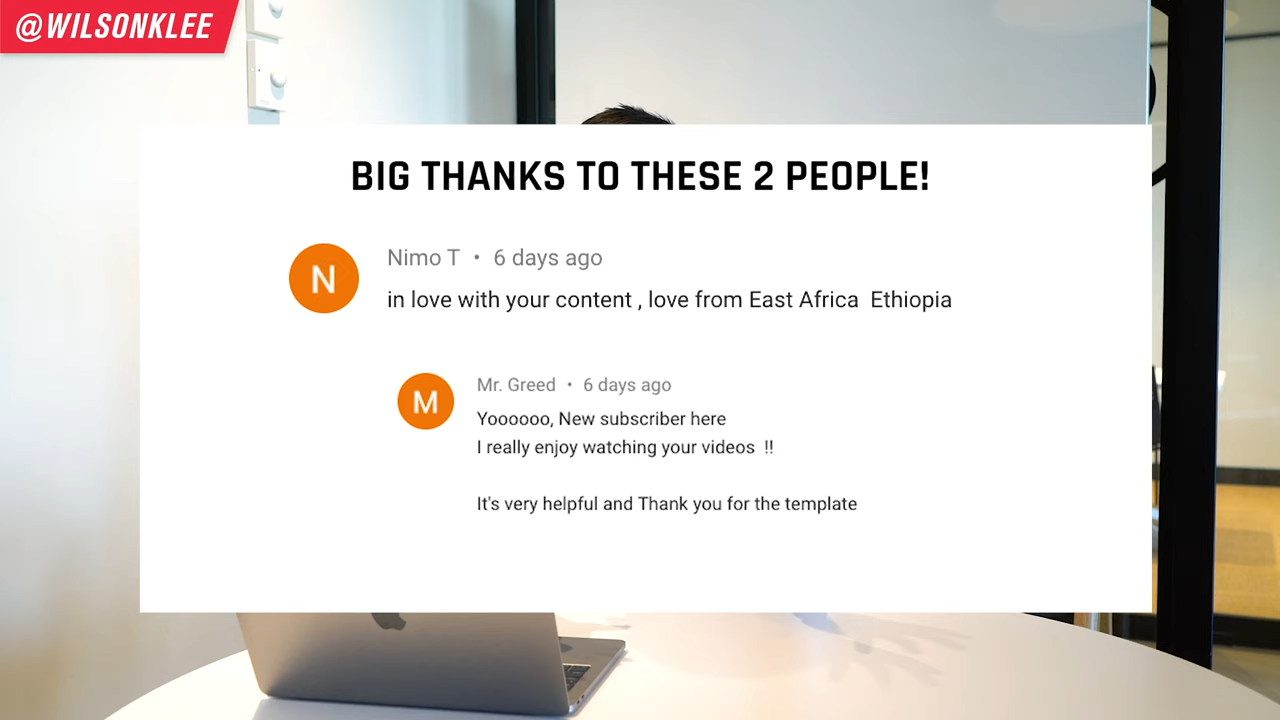 @WILSONKLEE
BIG THANKS TO THESE 2 PEOPLE!
N
Nimo T • 6 days ago
in love with your content , love from East Africa  Ethiopia
M
Mr. Greed • 6 days ago
Yoooooo, New subscriber here
I really enjoy watching your videos  !!
It's very helpful and Thank you for the template